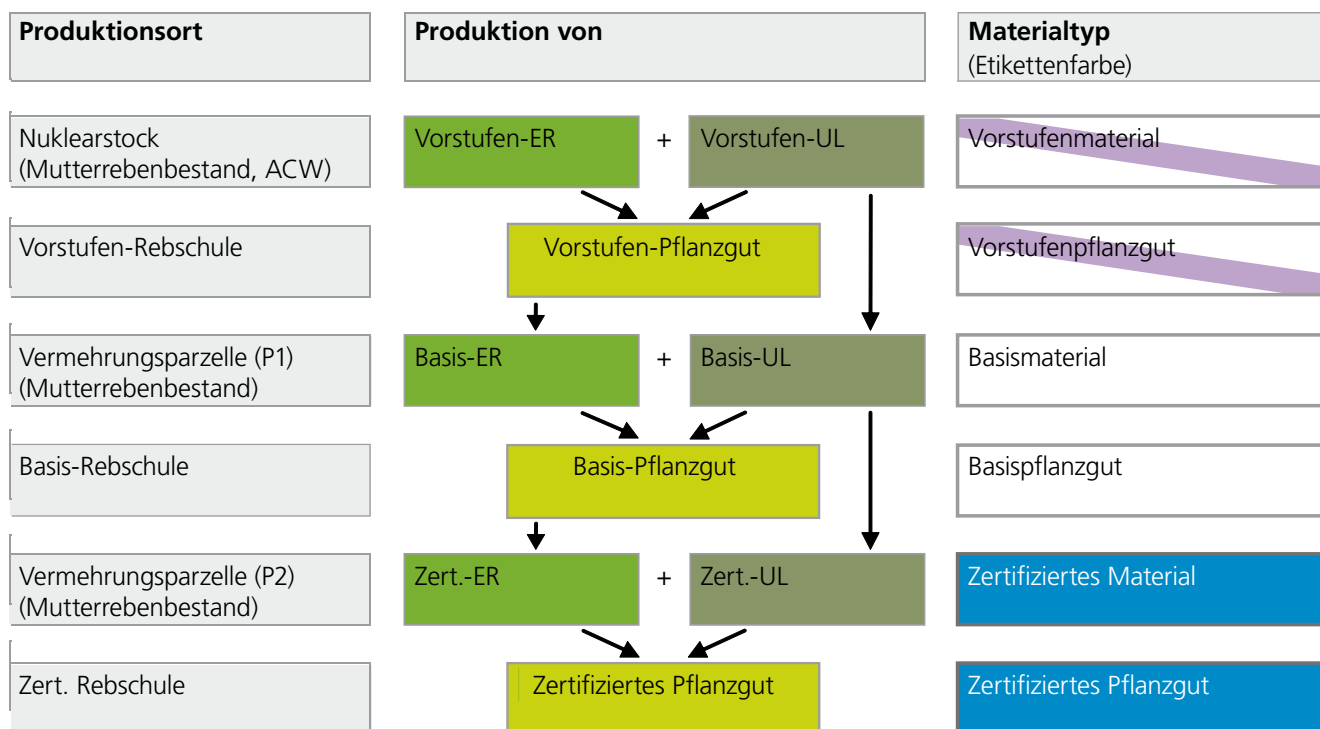 Produktionsort
Produktion von
Materialtyp
(Etikettenfarbe)
Nuklearstock
(Mutterrebenbestand, ACW)
Vorstufen-ER
+
Vorstufen-UL
Vorstufenmaterial
Vorstufen-Rebschule
Vorstufen-Pflanzgut
Vorstufenpflanzgut
Vermehrungsparzelle (P1)
(Mutterrebenbestand)
Basis-ER
+
Basis-UL
Basismaterial
Basis-Rebschule
Basis-Pflanzgut
Basispflanzgut
Vermehrungsparzelle (P2)
(Mutterrebenbestand)
Zert.-ER
+
Zert.-UL
Zertifiziertes Material
Zert. Rebschule
Zertifiziertes Pflanzgut
Zertifiziertes Pflanzgut